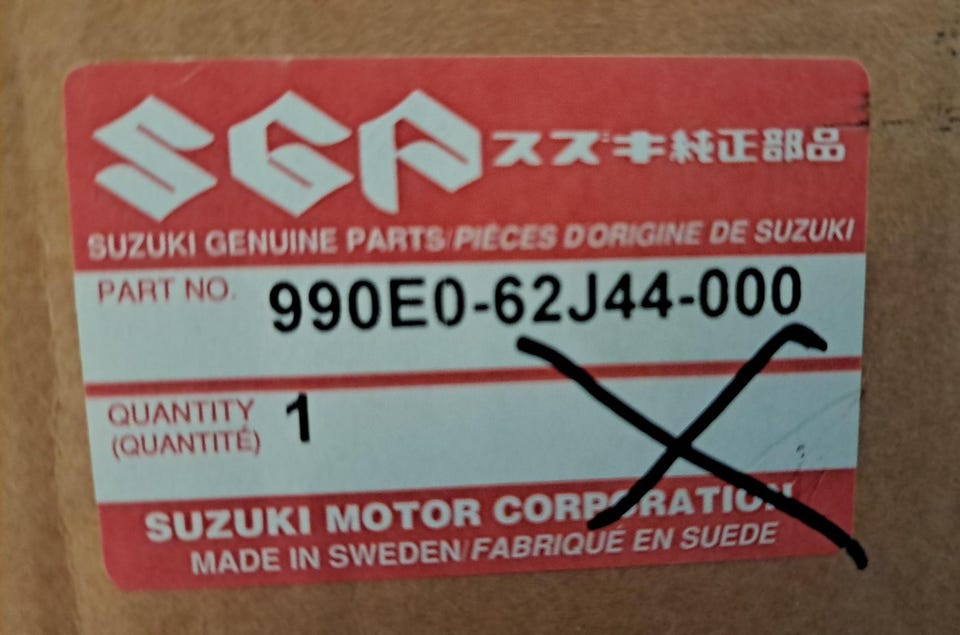 SGP スズキ純正部品
SUZUKI GENUINE PARTS/PIÈCES D'ORIGINE DE SUZUKI
PART NO. 990E0-62J44-000
QUANTITY 1
(QUANTITÉ)
SUZUKI MOTOR CORPORATION
MADE IN SWEDEN/FABRIQUÉ EN SUEDE